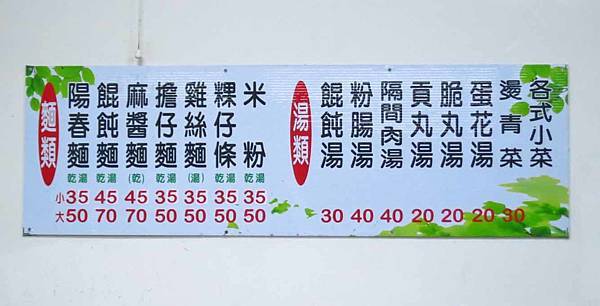 麵類
陽春麵
餛飩麵
麻醬麵
擔仔麵
雞絲麵
粿仔條
米粉
乾湯 乾湯 (乾) 乾湯 (湯) 乾湯 乾湯
小 35 45 45 35 35 35 35
大 50 70 70 50 50 50 50
湯類
餛飩湯
粉腸湯
隔間肉湯
貢丸湯
脆丸湯
蛋花湯
燙青菜
各式小菜
30 40 40 20 20 20 30